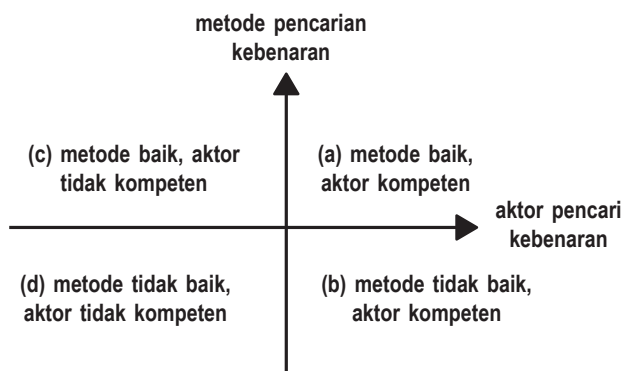 metode pencarian
kebenaran
(c) metode baik, aktor
tidak kompeten
(a) metode baik,
aktor kompeten
aktor pencari
kebenaran
(d) metode tidak baik,
aktor tidak kompeten
(b) metode tidak baik,
aktor kompeten